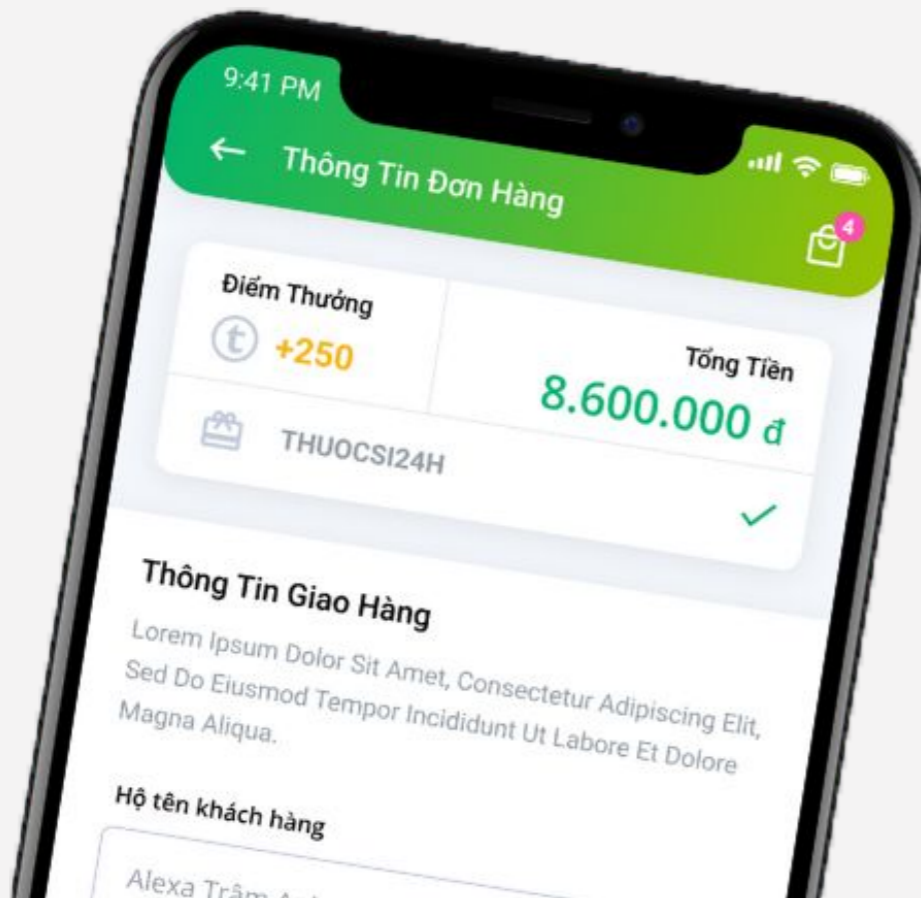 9:41 PM
Thông Tin Đơn Hàng
4
Điểm Thưởng
+250
Tổng Tiền
8.600.000 đ
THUOCSI24H
Thông Tin Giao Hàng
Lorem Ipsum Dolor Sit Amet, Consectetur Adipiscing Elit,
Sed Do Eiusmod Tempor Incididunt Ut Labore Et Dolore
Magna Aliqua.
Hộ tên khách hàng
Alexa Trâm